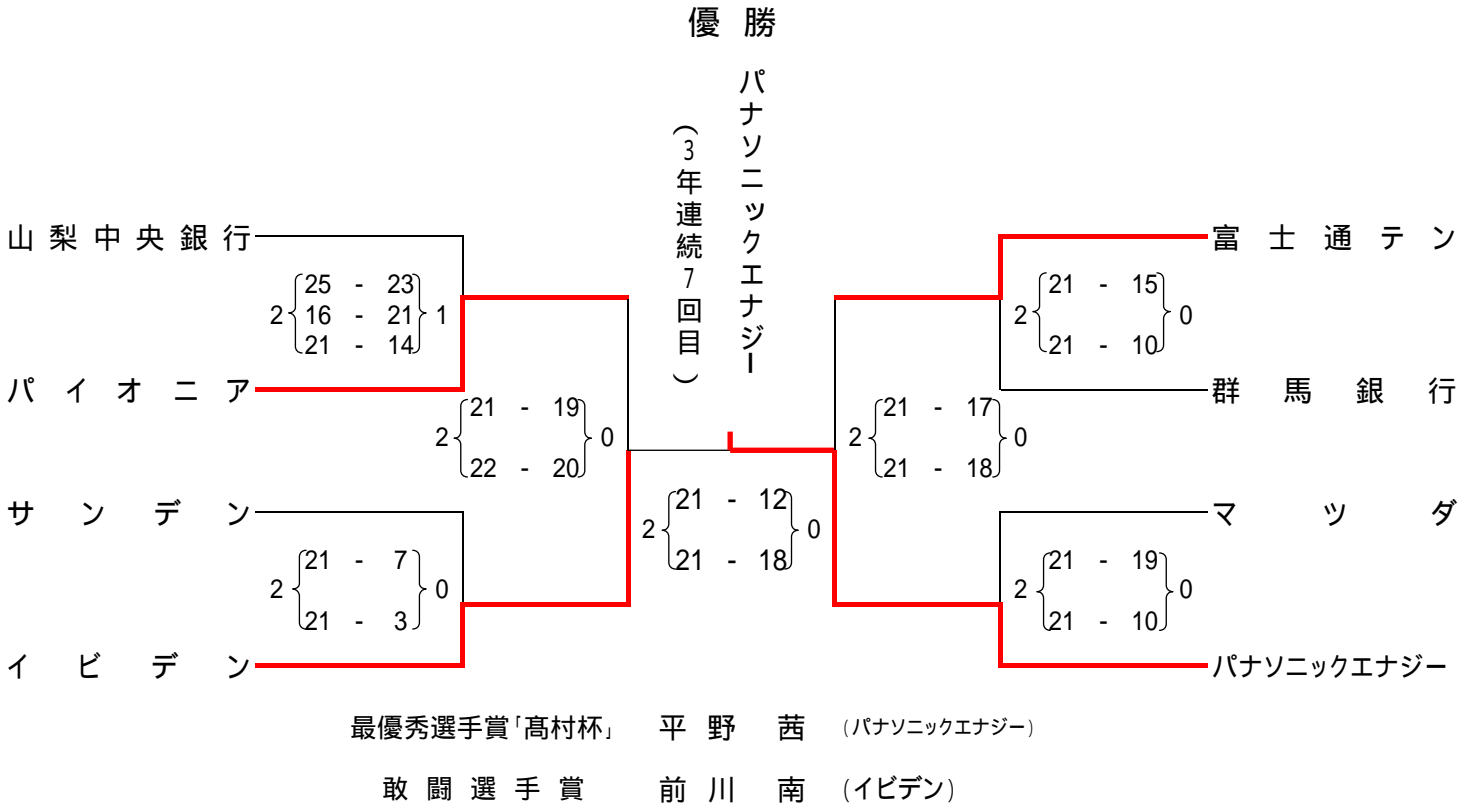 優勝
パナソニックエナジー
(3年連続7回目)
山梨中央銀行
富士通テン
25 - 23
2 16 - 21 1
21 - 14
21 - 15
2 0
21 - 10
パイオニア
群馬銀行
21 - 19
2 0
22 - 20
21 - 17
2 0
21 - 18
サンデン
マツダ
21 - 12
2 0
21 - 18
21 - 7
2 0
21 - 3
21 - 19
2 0
21 - 10
イビデン
パナソニックエナジー
最優秀選手賞「髙村杯」 平野 茜 (パナソニックエナジー)
敢闘選手賞 前川 南 (イビデン)